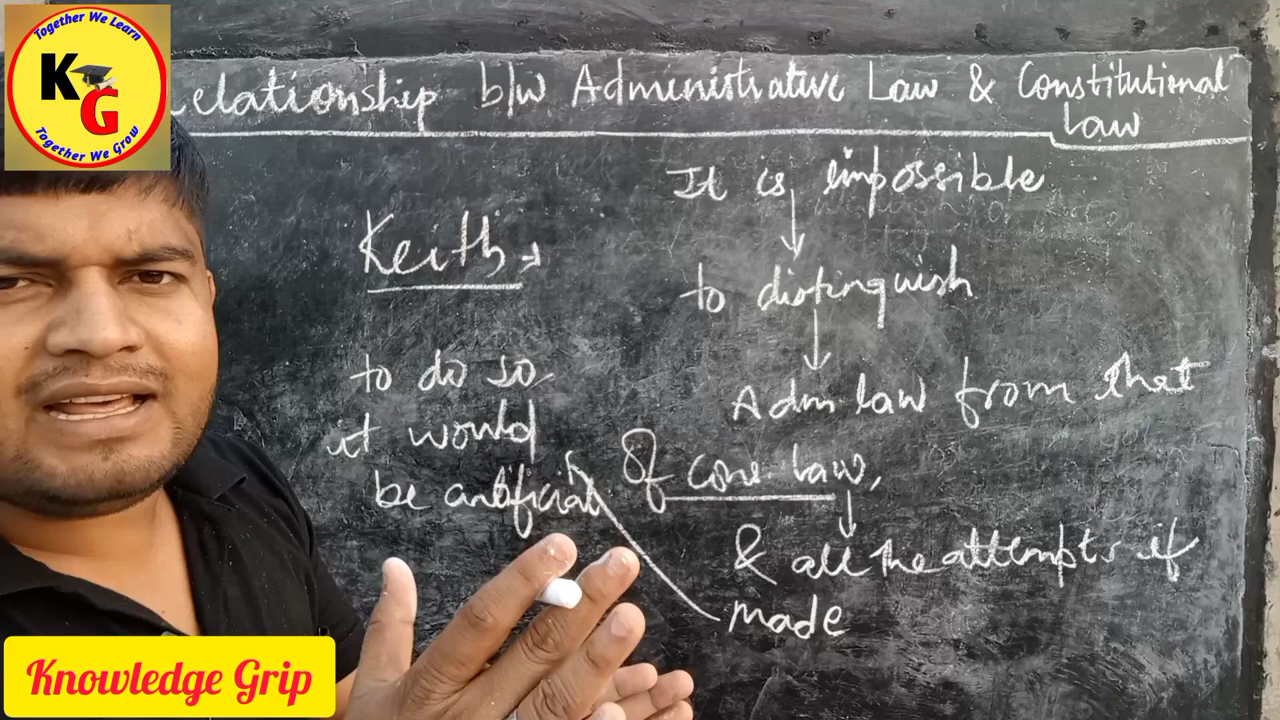 Together We Learn
KG
Together We Grow
elationship b/w Administrative Law & Constitutional
Law
It is impossible
Keith →
to distinguish
to do so,
Adm. law from that
it would
Of cons. law,
be artificial
& all the attempts if
made
Knowledge Grip